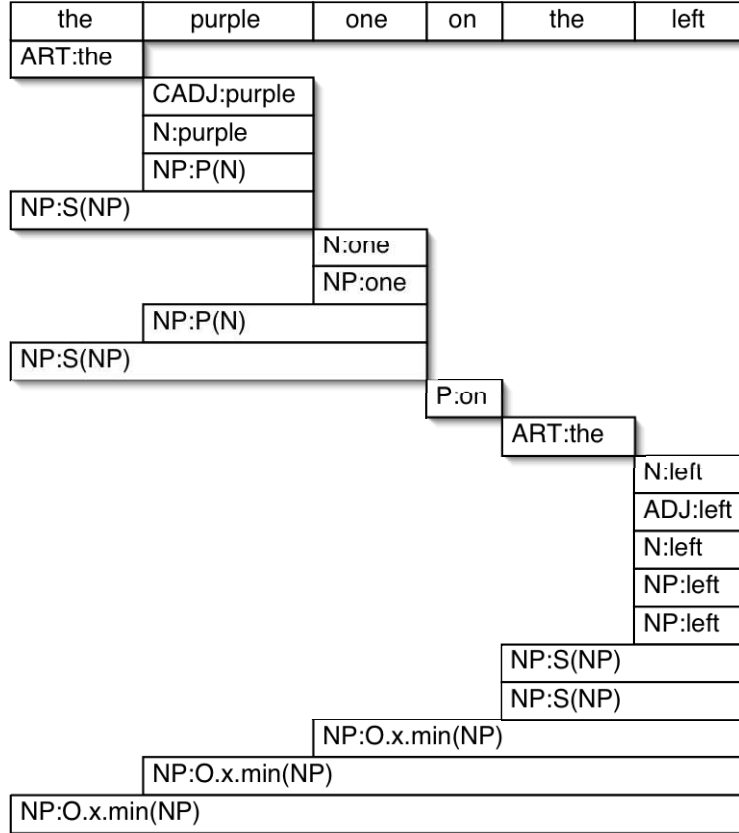 the purple one on the left
ART:the
CADJ:purple
N:purple
NP:P(N)
NP:S(NP)
N:one
NP:one
NP:P(N)
NP:S(NP)
P:on
ART:the
N:left
ADJ:left
N:left
NP:left
NP:left
NP:S(NP)
NP:S(NP)
NP:O.x.min(NP)
NP:O.x.min(NP)
NP:O.x.min(NP)